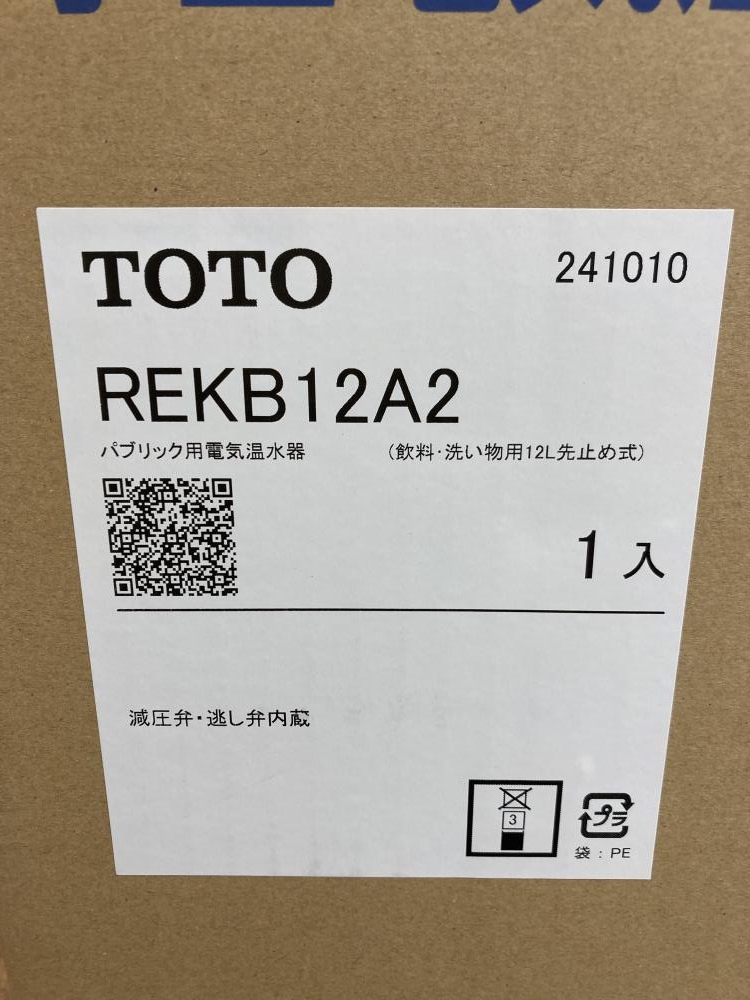 TOTO
241010
REKB12A2
パブリック用電気温水器
(飲料・洗い物用12L先止め式)
1入
減圧弁・逃し弁内蔵
3
プラ
袋：PE